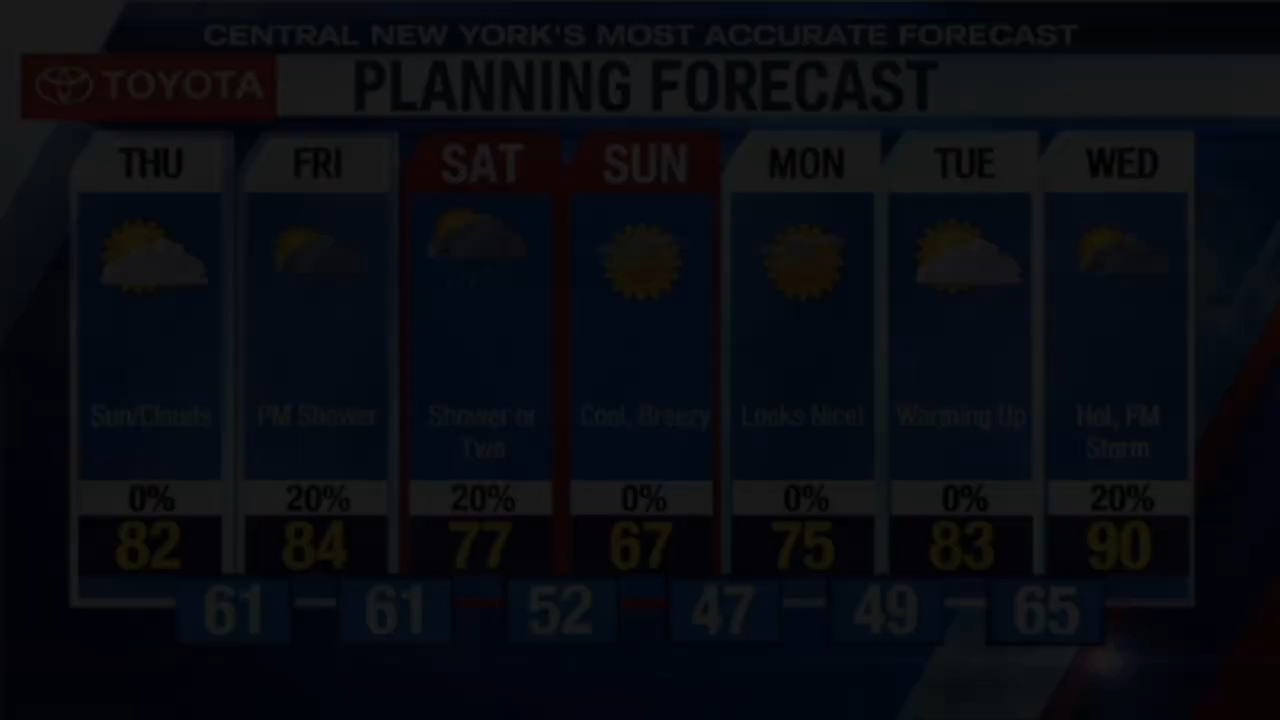 CENTRAL NEW YORK'S MOST ACCURATE FORECAST
TOYOTA PLANNING FORECAST
THU FRI SAT SUN MON TUE WED
Sun/Clouds PM Shower Shower or Two Cool, Breezy Looks Nice! Warming Up Hot, PM Storm
0% 20% 20% 0% 0% 0% 20%
82 84 77 67 75 83 90
61 61 52 47 49 65